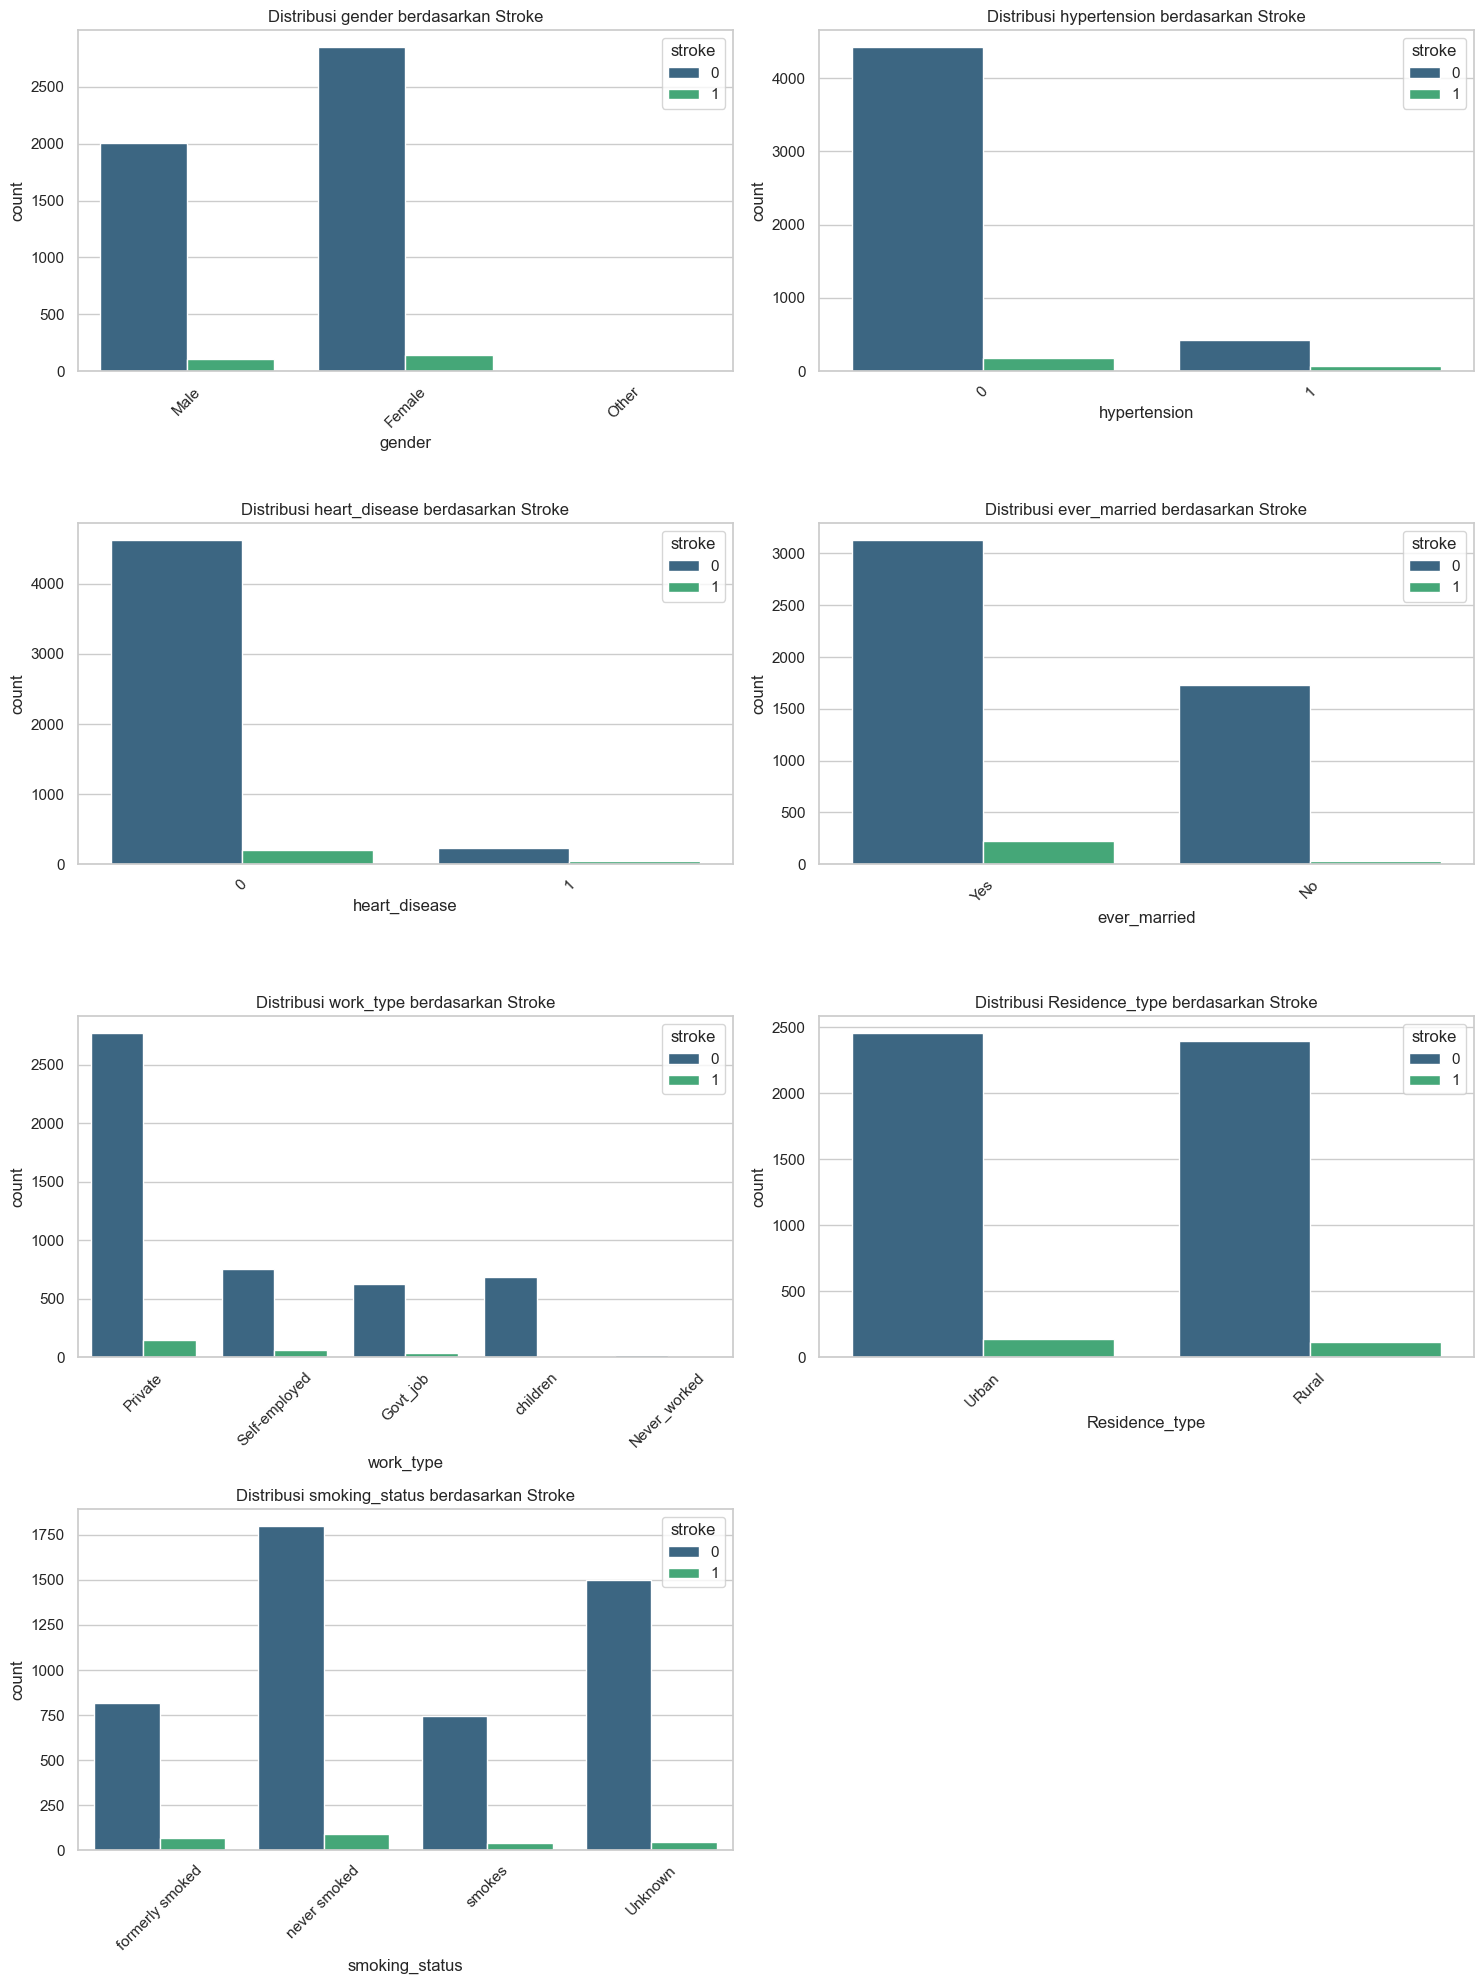 Distribusi gender berdasarkan Stroke
stroke
0
1
2500
2000
1500
1000
500
0
count
Male
Female
Other
gender
Distribusi hypertension berdasarkan Stroke
stroke
0
1
4000
3000
2000
1000
0
count
0
1
hypertension
Distribusi heart_disease berdasarkan Stroke
stroke
0
1
4000
3000
2000
1000
0
count
0
1
heart_disease
Distribusi ever_married berdasarkan Stroke
stroke
0
1
3000
2500
2000
1500
1000
500
0
count
Yes
No
ever_married
Distribusi work_type berdasarkan Stroke
stroke
0
1
2500
2000
1500
1000
500
0
count
Private
Self-employed
Govt_job
children
Never_worked
work_type
Distribusi Residence_type berdasarkan Stroke
stroke
0
1
2500
2000
1500
1000
500
0
count
Urban
Rural
Residence_type
Distribusi smoking_status berdasarkan Stroke
stroke
0
1
1750
1500
1250
1000
750
500
250
0
count
formerly smoked
never smoked
smokes
Unknown
smoking_status